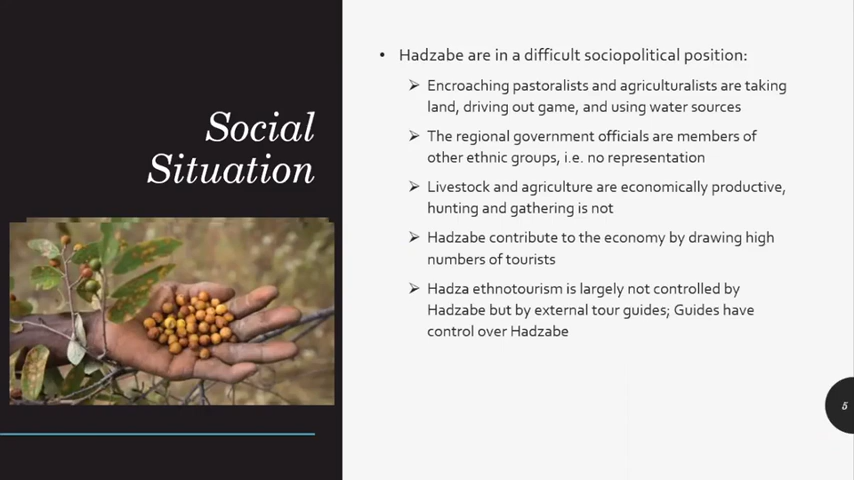 Social
Situation
• Hadzabe are in a difficult sociopolitical position:
➢ Encroaching pastoralists and agriculturalists are taking
land, driving out game, and using water sources
➢ The regional government officials are members of
other ethnic groups, i.e. no representation
➢ Livestock and agriculture are economically productive,
hunting and gathering is not
➢ Hadzabe contribute to the economy by drawing high
numbers of tourists
➢ Hadza ethnotourism is largely not controlled by
Hadzabe but by external tour guides; Guides have
control over Hadzabe
5